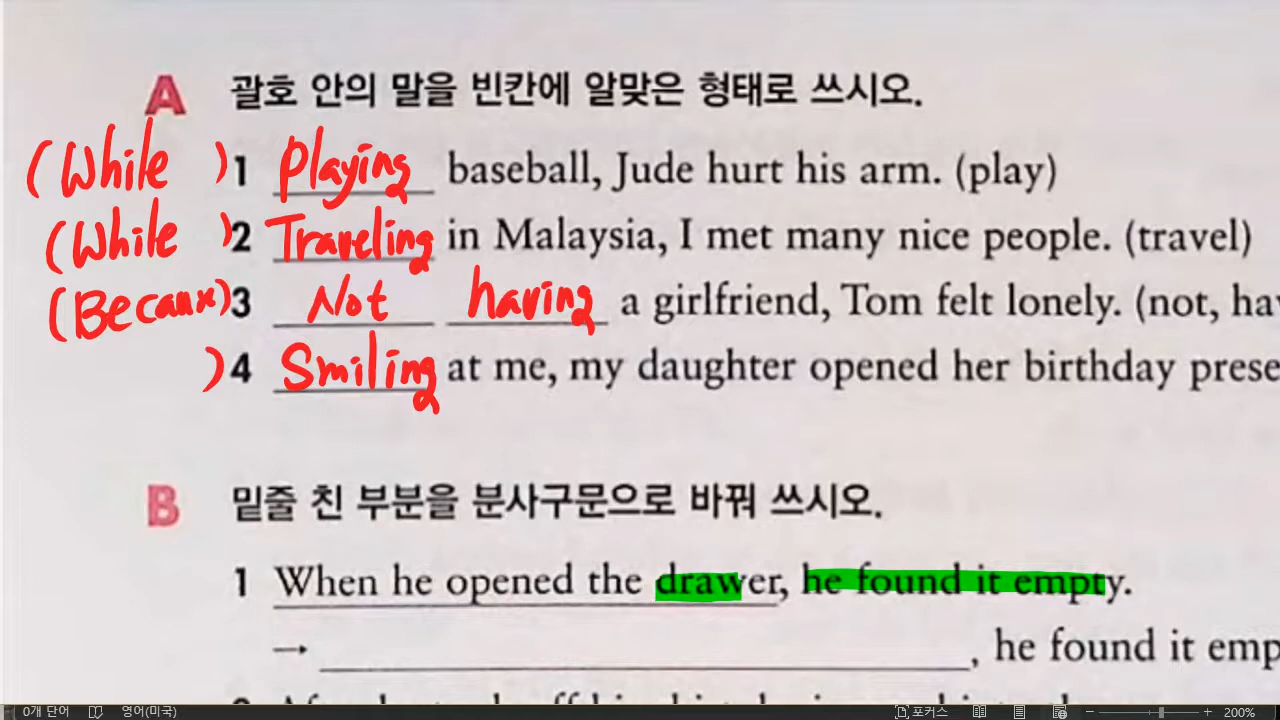 A 괄호 안의 말을 빈칸에 알맞은 형태로 쓰시오.
(While ) 1 Playing baseball, Jude hurt his arm. (play)
(While ) 2 Traveling in Malaysia, I met many nice people. (travel)
(Because) 3 Not having a girlfriend, Tom felt lonely. (not, ha
) 4 Smiling at me, my daughter opened her birthday prese
B 밑줄 친 부분을 분사구문으로 바꿔 쓰시오.
1 When he opened the drawer, he found it empty.
→ , he found it emp
0개 단어 영어(미국) 포커스 − + 200%